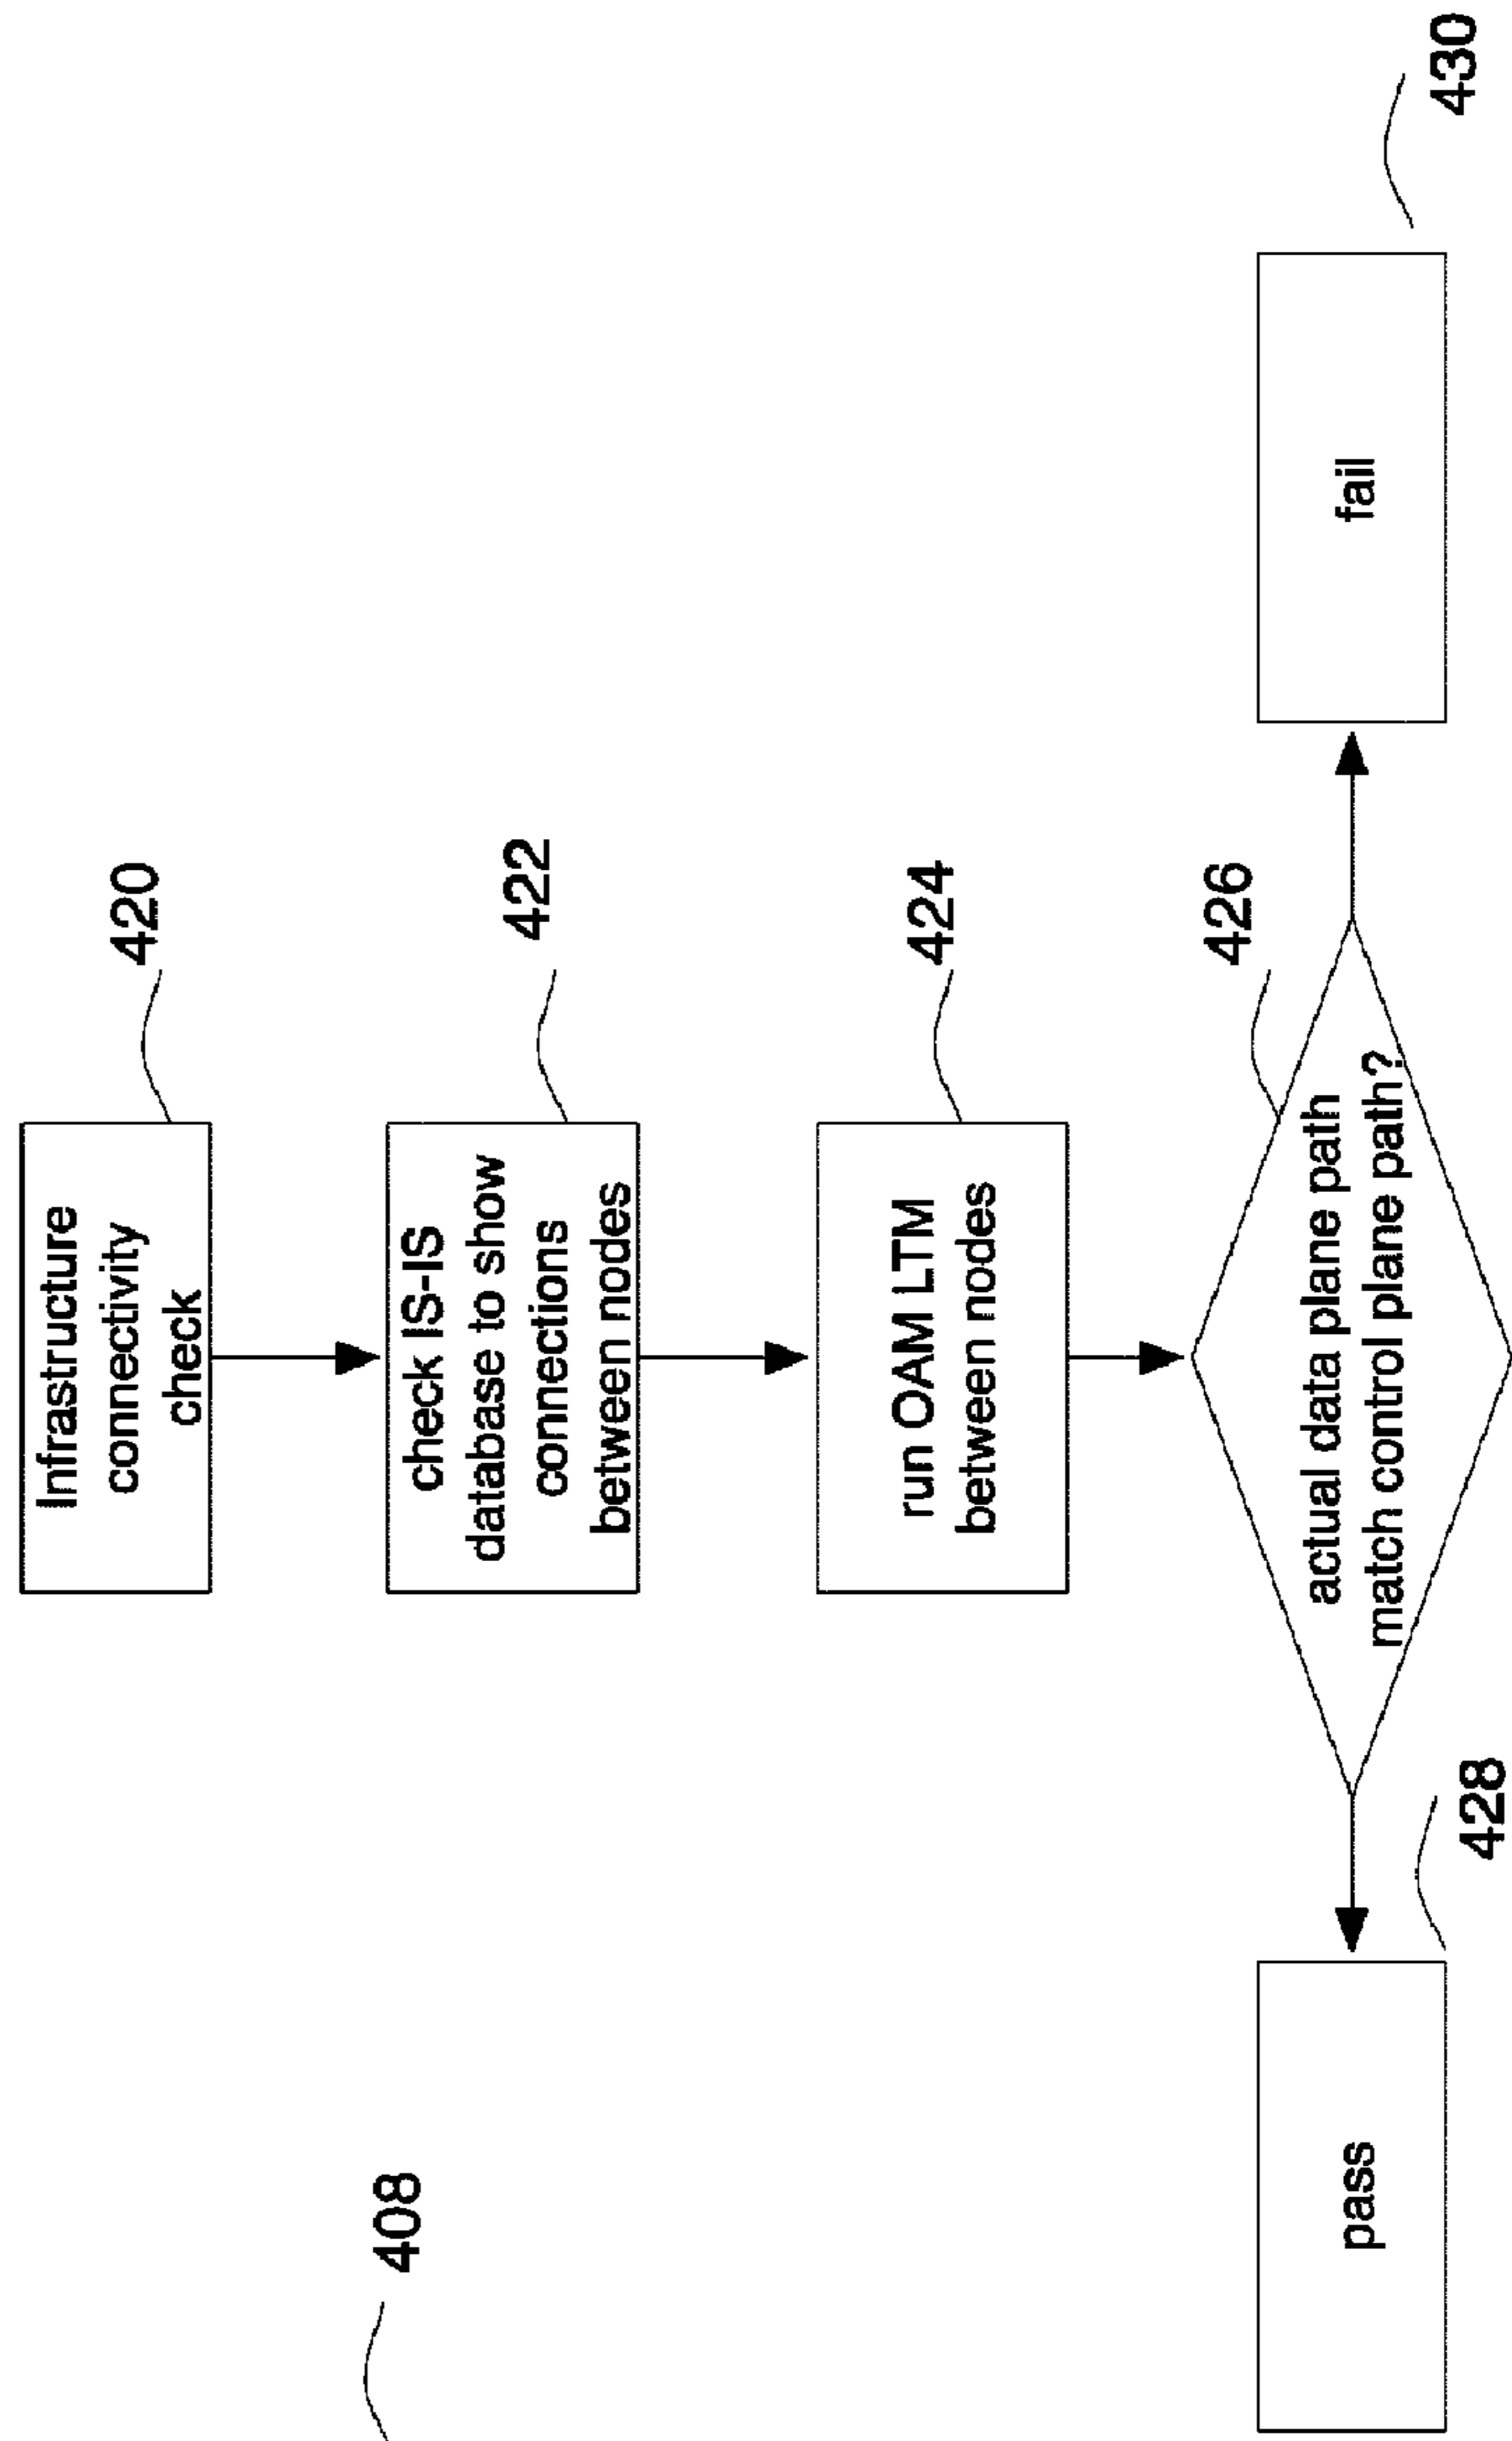 408
Infrastructure
connectivity
check
420
check IS-IS
database to show
connections
between nodes
422
run OAM LTM
between nodes
424
actual data plane path
match control plane path?
426
pass
428
fail
430